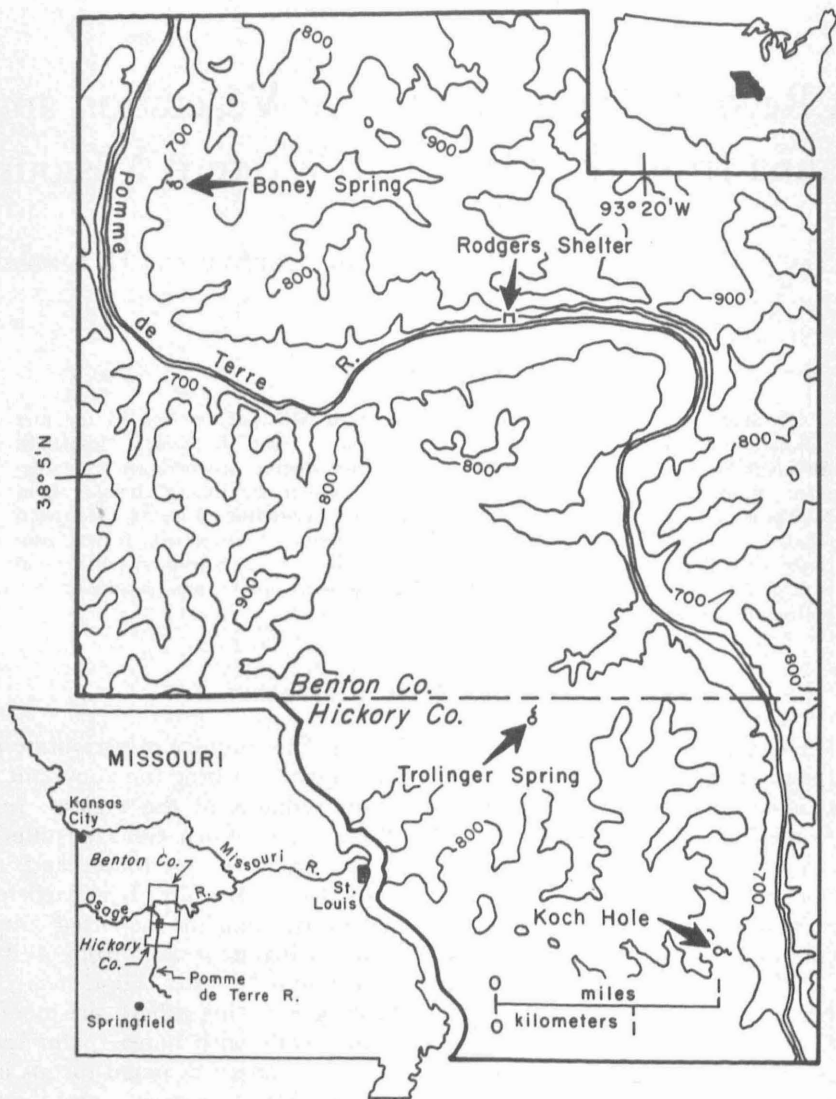 800
700
900
Boney Spring
93°20'W
Pomme
de
Terre
R.
Rodgers Shelter
800
900
700
38°5'N
800
800
800
900
700
800
Benton Co.
Hickory Co.
MISSOURI
Kansas
City
Benton Co.
Missouri R.
Osage R.
St.
Louis
Hickory
Co.
Pomme
de Terre R.
Springfield
Trolinger Spring
800
700
Koch Hole
0
miles
0
kilometers